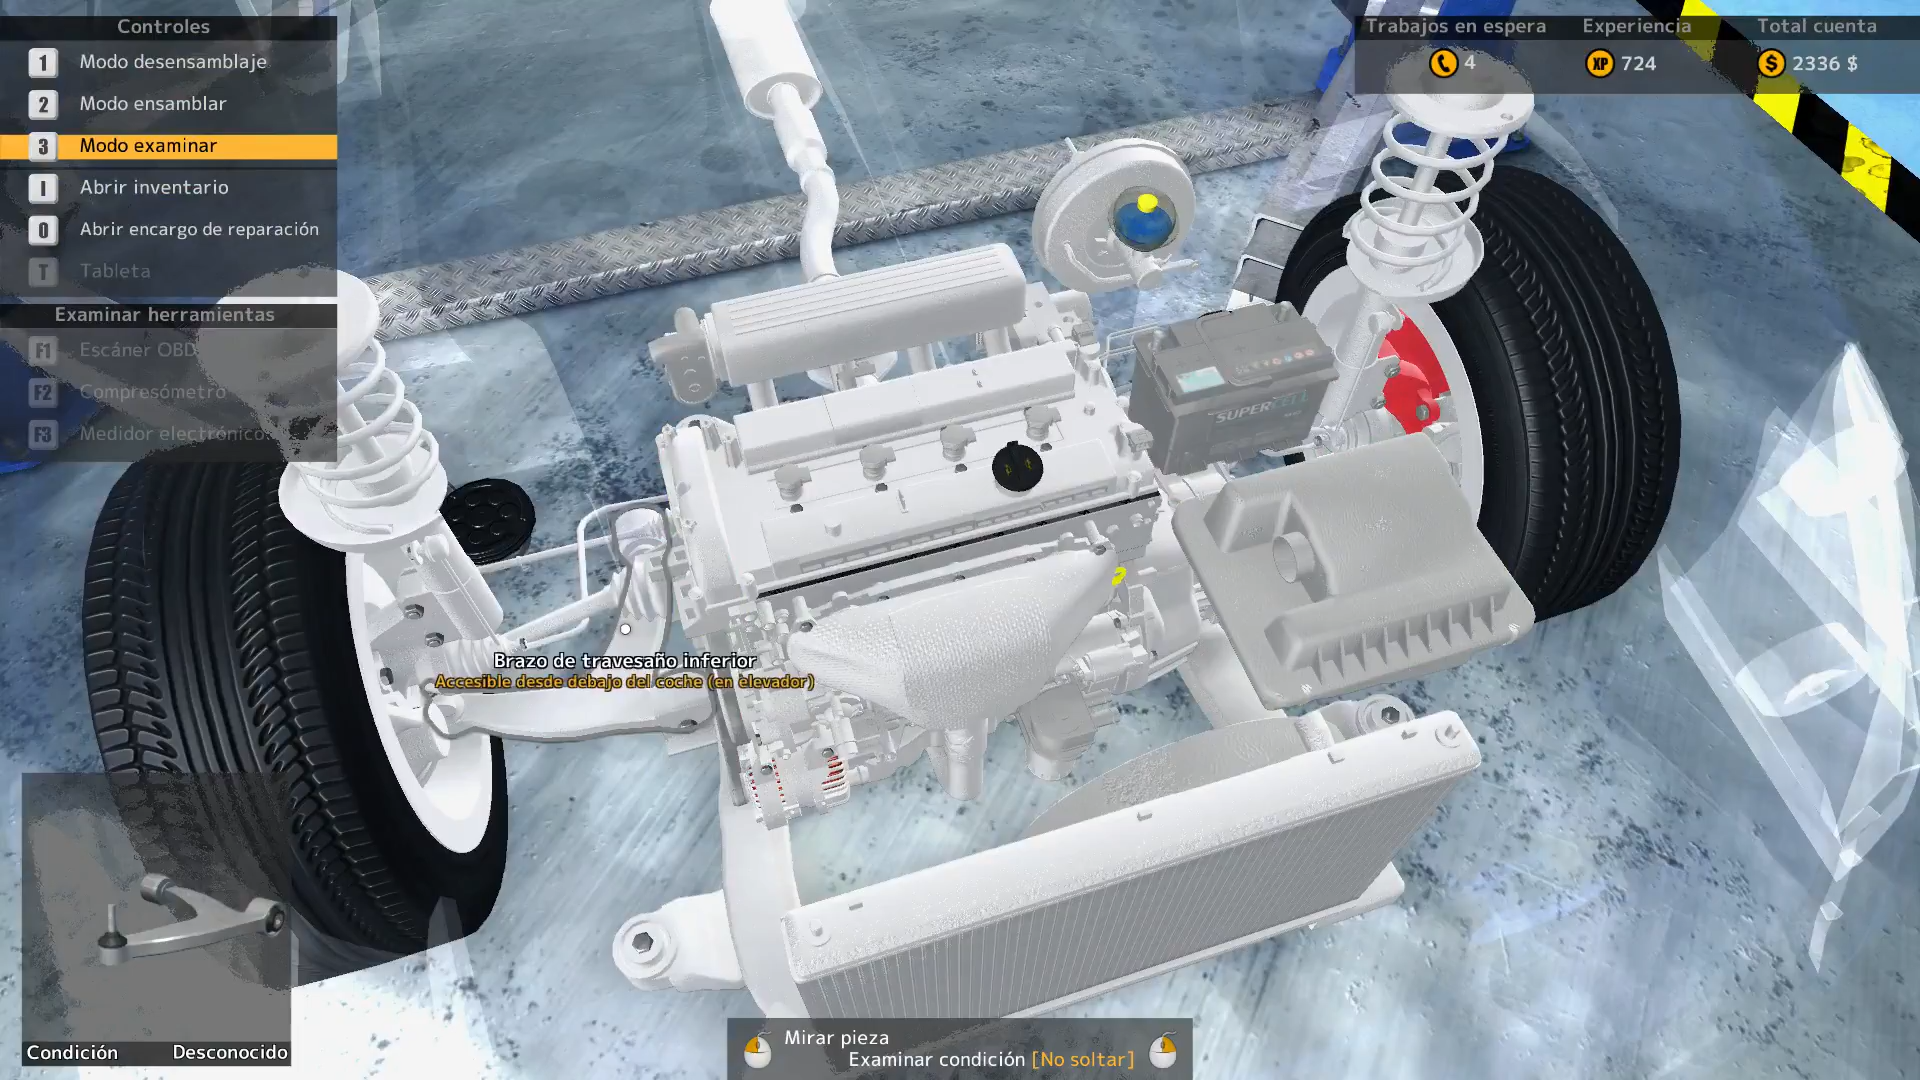 Controles
1 Modo desensamblaje
2 Modo ensamblar
3 Modo examinar
I Abrir inventario
O Abrir encargo de reparación
T Tableta
Examinar herramientas
F1 Escáner OBD
F2 Compresómetro
F3 Medidor electrónico
Trabajos en espera Experiencia Total cuenta
4 XP 724 $ 2336 $
SUPERCELL
Brazo de travesaño inferior
Accesible desde debajo del coche (en elevador)
Condición Desconocido
Mirar pieza
Examinar condición [No soltar]